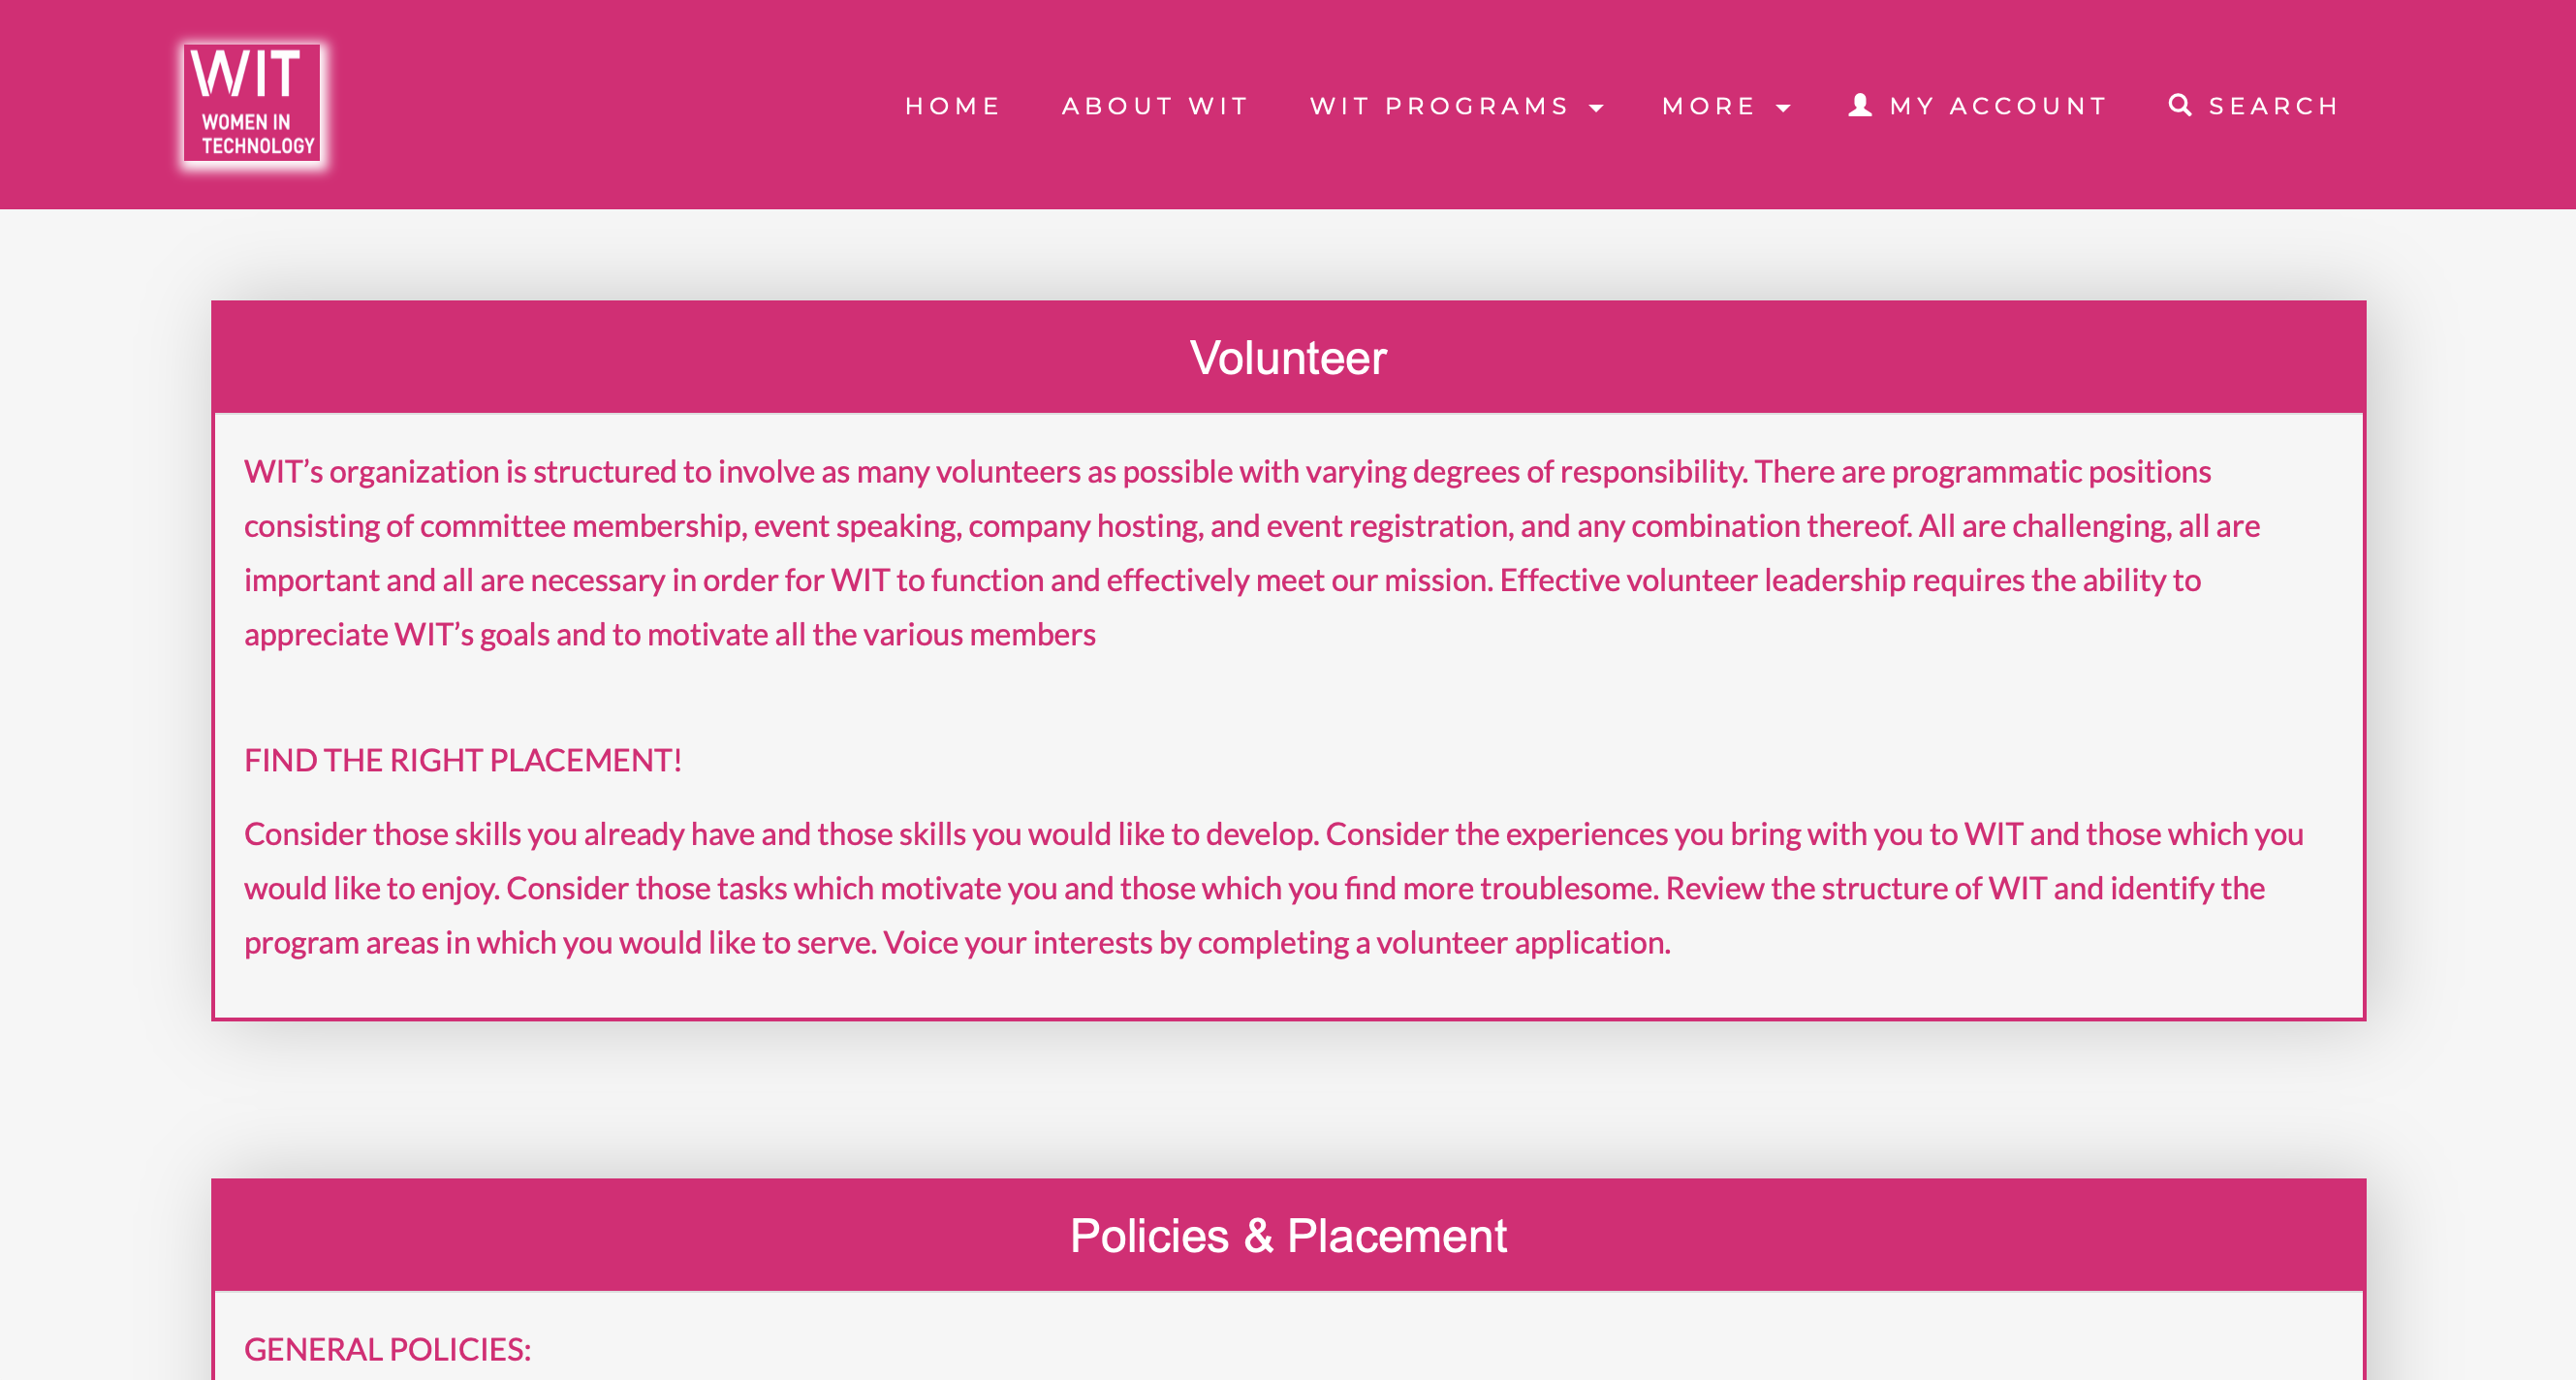 WIT
WOMEN IN
TECHNOLOGY
HOME ABOUT WIT WIT PROGRAMS MORE MY ACCOUNT SEARCH
Volunteer
WIT’s organization is structured to involve as many volunteers as possible with varying degrees of responsibility. There are programmatic positions
consisting of committee membership, event speaking, company hosting, and event registration, and any combination thereof. All are challenging, all are
important and all are necessary in order for WIT to function and effectively meet our mission. Effective volunteer leadership requires the ability to
appreciate WIT’s goals and to motivate all the various members
FIND THE RIGHT PLACEMENT!
Consider those skills you already have and those skills you would like to develop. Consider the experiences you bring with you to WIT and those which you
would like to enjoy. Consider those tasks which motivate you and those which you find more troublesome. Review the structure of WIT and identify the
program areas in which you would like to serve. Voice your interests by completing a volunteer application.
Policies & Placement
GENERAL POLICIES: